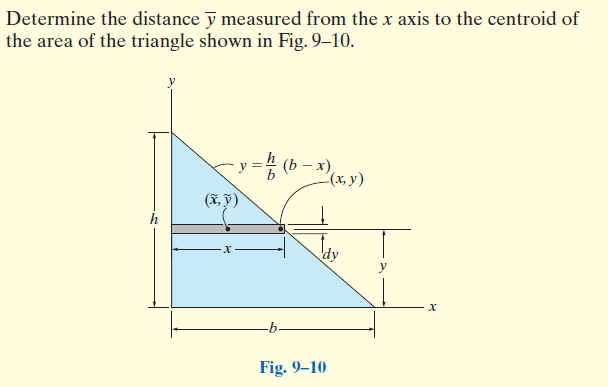 Determine the distance ȳ measured from the x axis to the centroid of
the area of the triangle shown in Fig. 9–10.
y
y = h/b (b – x)
(x, y)
(x̃, ỹ)
h
x
dy
y
x
b
Fig. 9–10